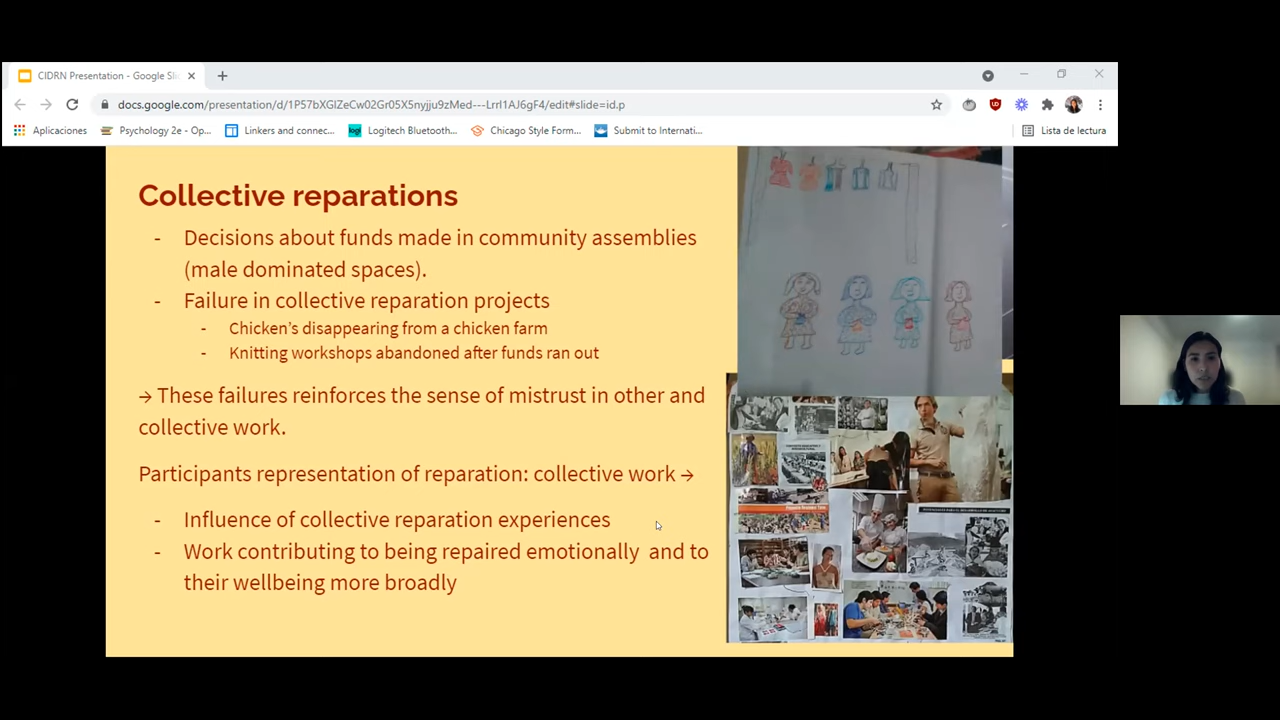 CIDRN Presentation - Google Sli
docs.google.com/presentation/d/1P57bXGlZeCw02Gr05X5nyjju9zMed---Lrrl1AJ6gF4/edit#slide=id.p
Aplicaciones Psychology 2e - Op... Linkers and connec... Logitech Bluetooth... Chicago Style Form... Submit to Internati... Lista de lectura
Collective reparations
- Decisions about funds made in community assemblies
(male dominated spaces).
- Failure in collective reparation projects
- Chicken's disappearing from a chicken farm
- Knitting workshops abandoned after funds ran out
→ These failures reinforces the sense of mistrust in other and
collective work.
Participants representation of reparation: collective work →
- Influence of collective reparation experiences
- Work contributing to being repaired emotionally and to
their wellbeing more broadly